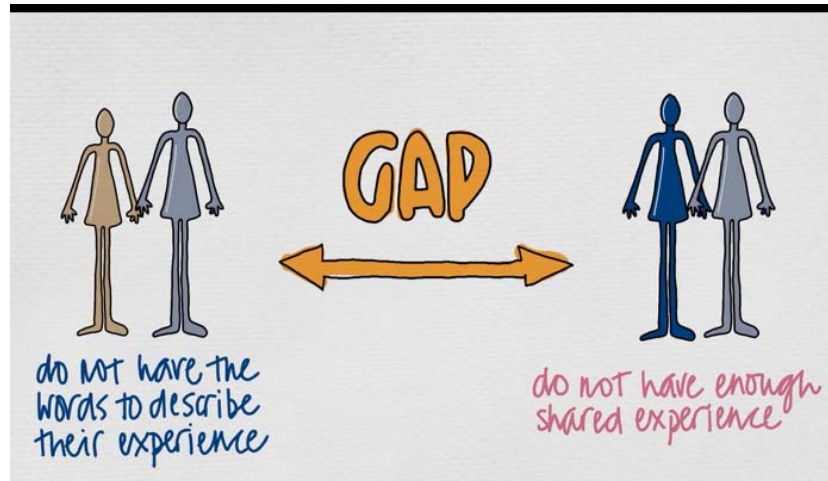 GAP
do not have the
words to describe
their experience
do not have enough
shared experience